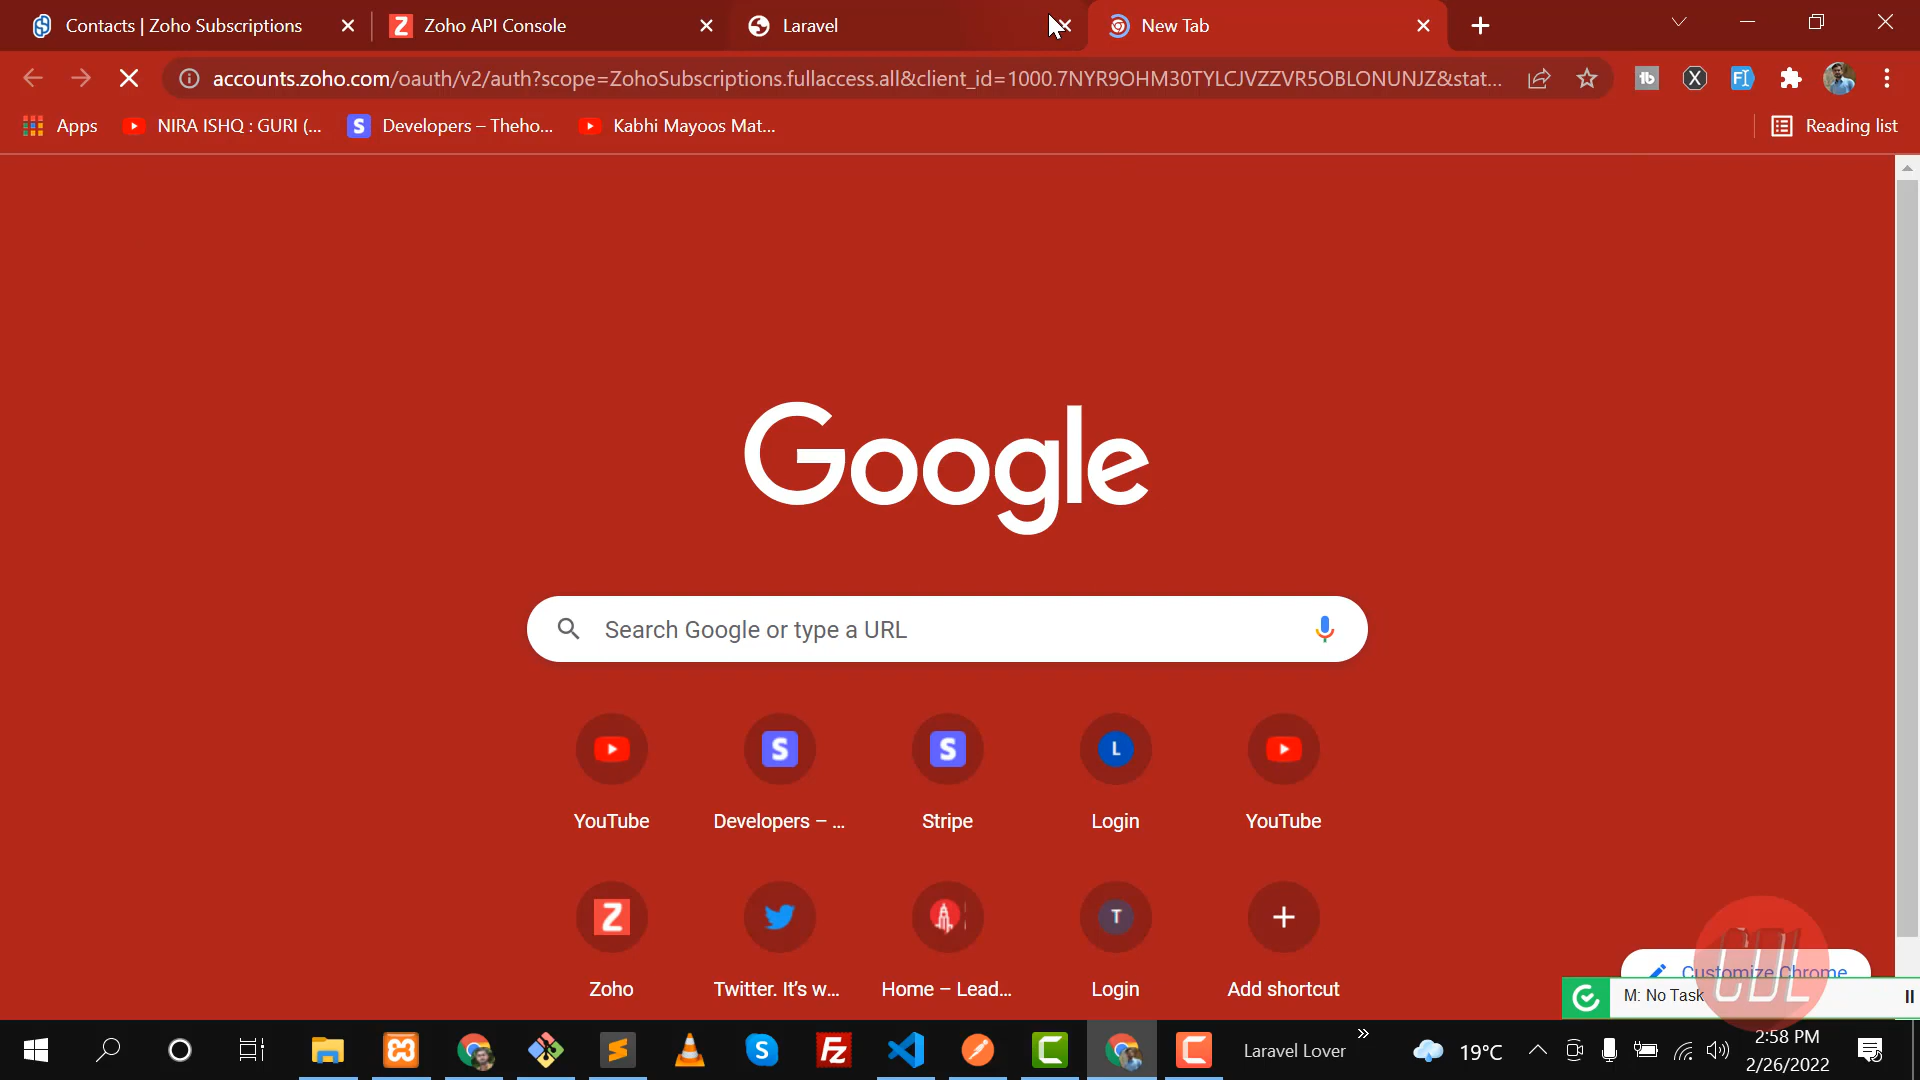 Contacts | Zoho Subscriptions
Zoho API Console
Laravel
New Tab
accounts.zoho.com/oauth/v2/auth?scope=ZohoSubscriptions.fullaccess.all&client_id=1000.7NYR9OHM30TYLCJVZZVR5OBLONUNJZ&stat...
Apps
NIRA ISHQ : GURI (...
Developers – Theho...
Kabhi Mayoos Mat...
Reading list
Google
Search Google or type a URL
YouTube
Developers – ...
Stripe
Login
YouTube
Zoho
Twitter. It's w...
Home – Lead...
Login
Add shortcut
Customize Chrome
M: No Task
CDL
Laravel Lover
19°C
2:58 PM
2/26/2022